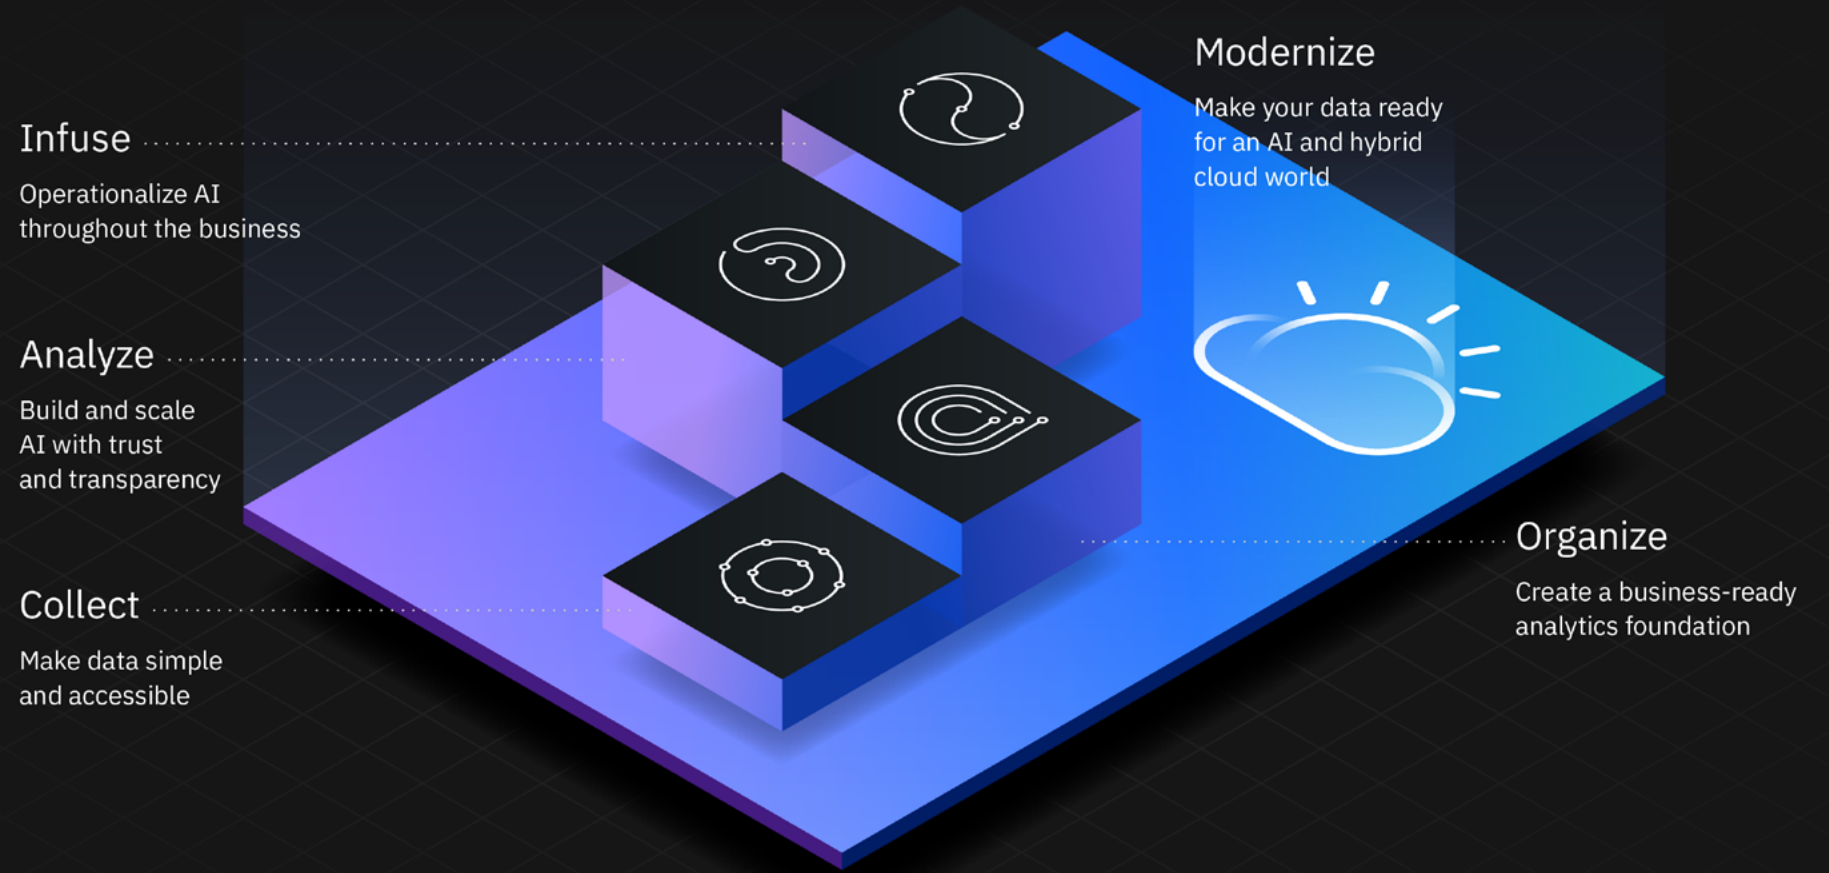 Modernize
Make your data ready
for an AI and hybrid
cloud world
Infuse
Operationalize AI
throughout the business
Analyze
Build and scale
AI with trust
and transparency
Organize
Create a business-ready
analytics foundation
Collect
Make data simple
and accessible